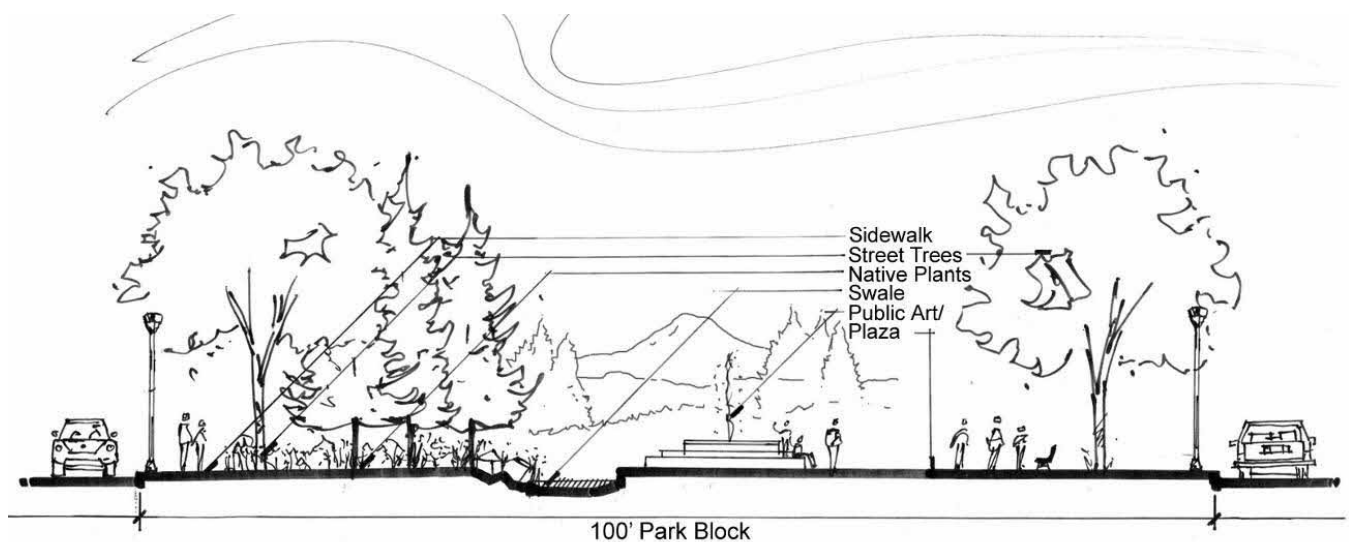 Sidewalk
Street Trees
Native Plants
Swale
Public Art/
Plaza
100' Park Block